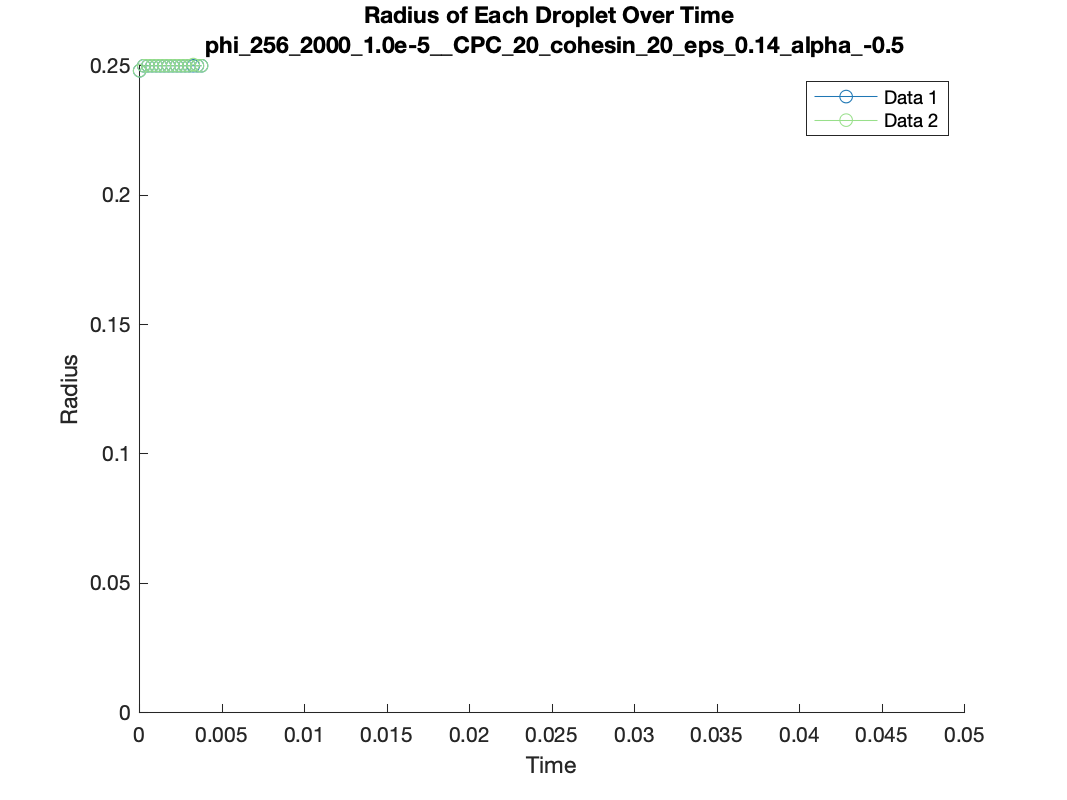 Radius of Each Droplet Over Time
phi_256_2000_1.0e-5__CPC_20_cohesin_20_eps_0.14_alpha_-0.5
0.25
0.2
0.15
0.1
0.05
0
Radius
Data 1
Data 2
0 0.005 0.01 0.015 0.02 0.025 0.03 0.035 0.04 0.045 0.05
Time